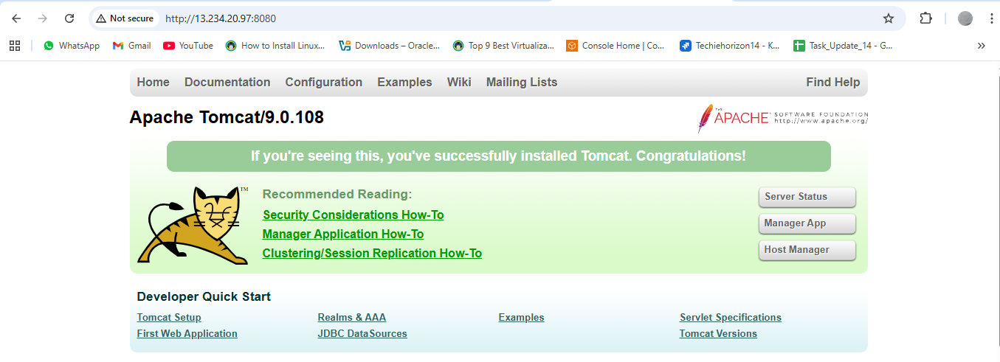 Not secure http://13.234.20.97:8080
WhatsApp Gmail YouTube How to Install Linux... Downloads – Oracle... Top 9 Best Virtualiza... Console Home | Co... Techiehorizon14 - K... Task_Update_14 - G...
Home Documentation Configuration Examples Wiki Mailing Lists Find Help
Apache Tomcat/9.0.108
THE APACHE SOFTWARE FOUNDATION
http://www.apache.org/
If you're seeing this, you've successfully installed Tomcat. Congratulations!
TM
Recommended Reading:
Security Considerations How-To
Manager Application How-To
Clustering/Session Replication How-To
Server Status
Manager App
Host Manager
Developer Quick Start
Tomcat Setup Realms & AAA Examples Servlet Specifications
First Web Application JDBC DataSources Tomcat Versions